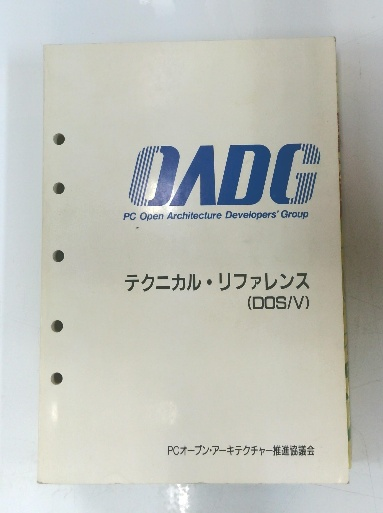 OADG
PC Open Architecture Developers' Group
テクニカル・リファレンス
(DOS/V)
PCオープン・アーキテクチャー推進協議会